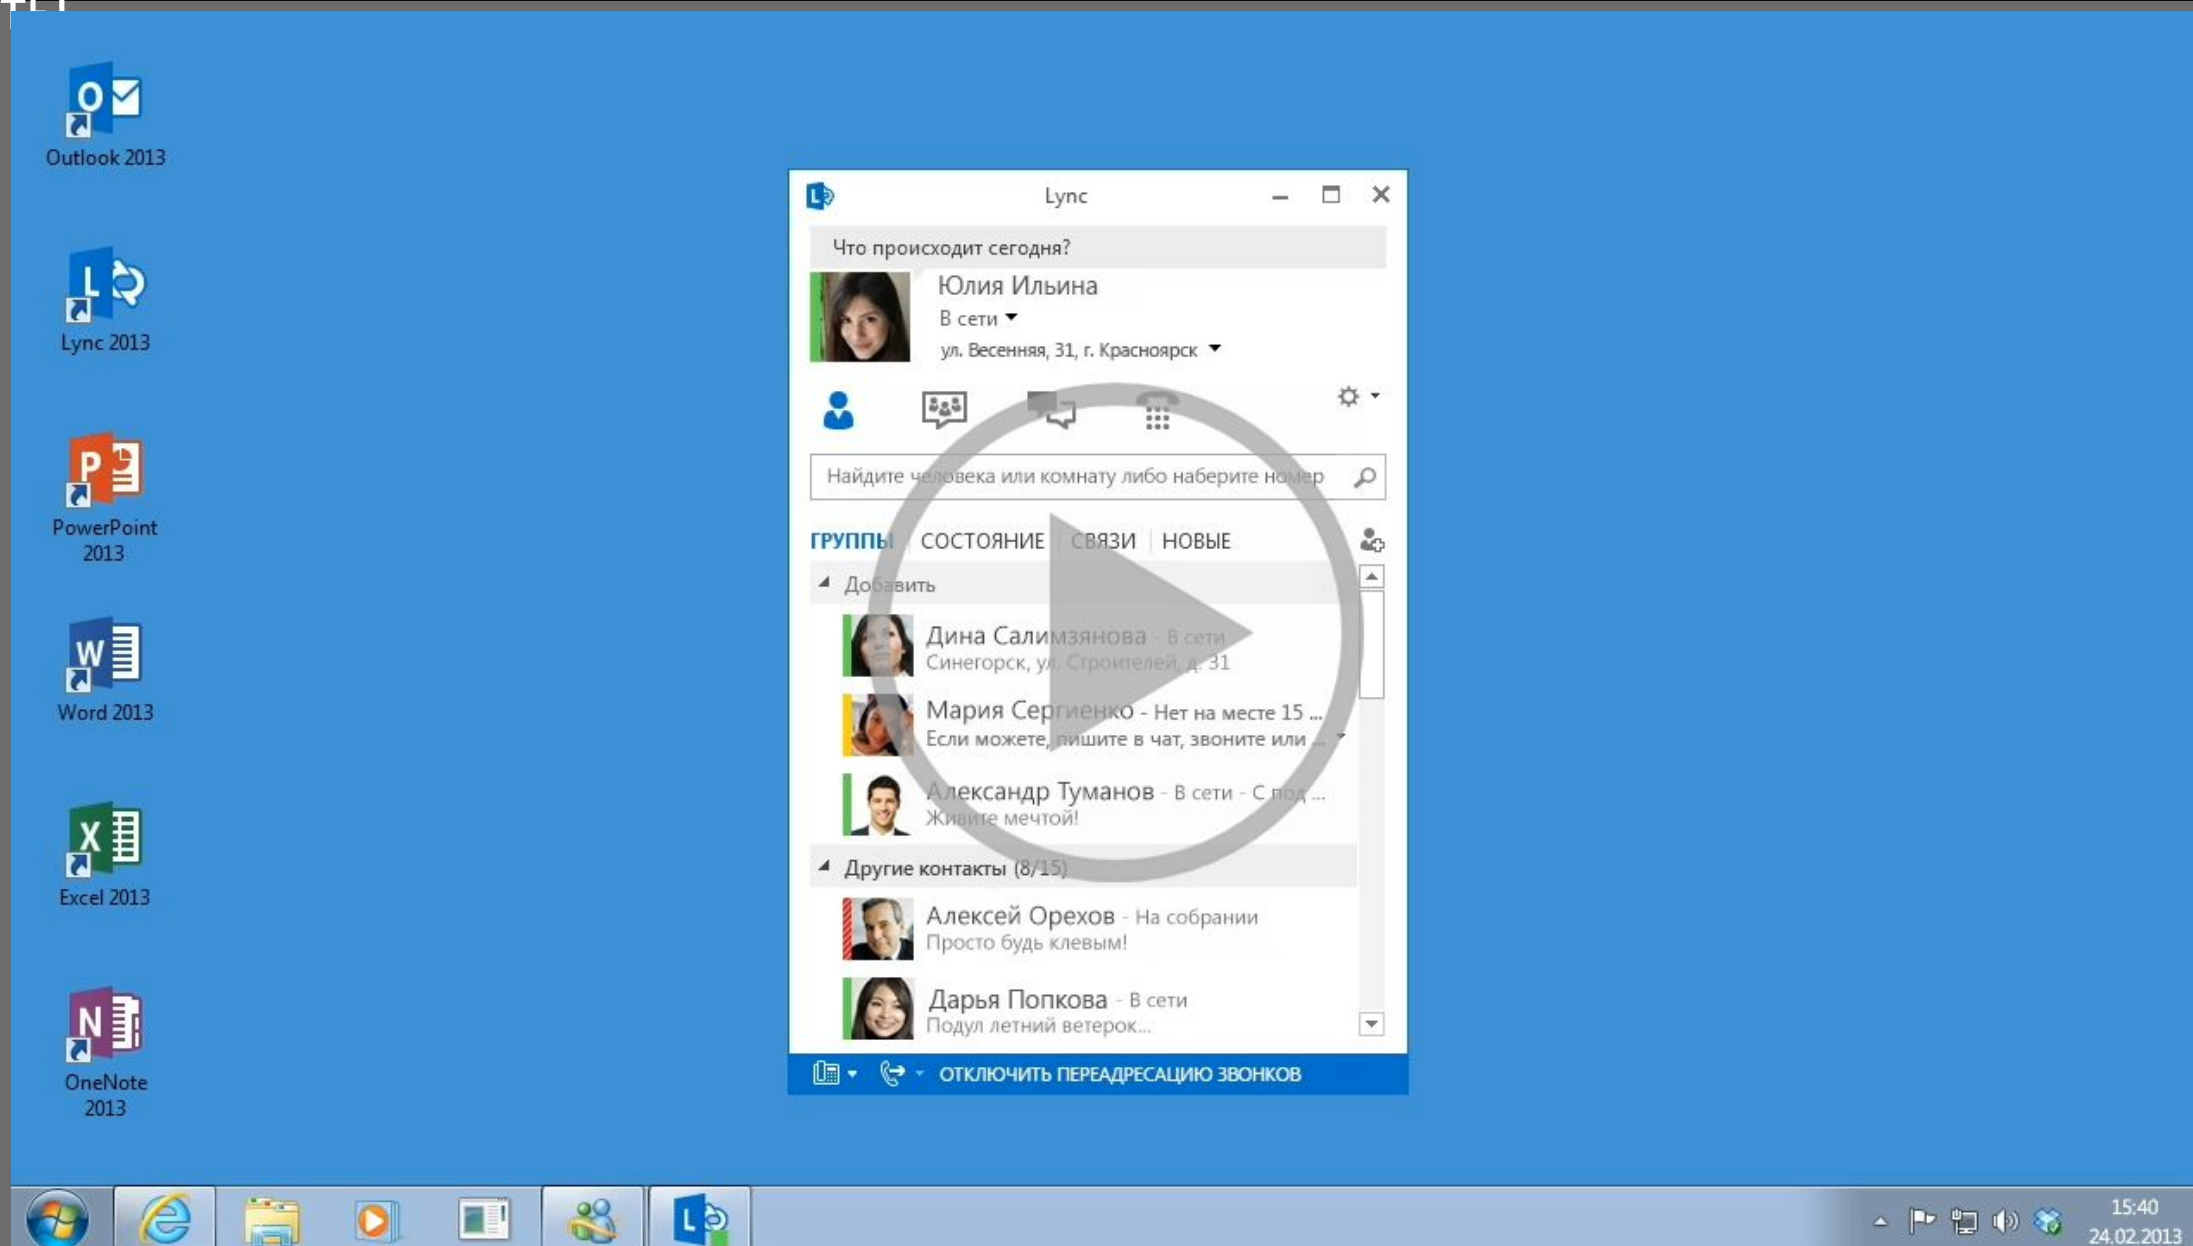 Outlook 2013
Lync 2013
PowerPoint
2013
Word 2013
Excel 2013
OneNote
2013
Lync
Что происходит сегодня?
Юлия Ильина
В сети
ул. Весенняя, 31, г. Красноярск
Найдите человека или комнату либо наберите номер
ГРУППЫ СОСТОЯНИЕ СВЯЗИ НОВЫЕ
Добавить
Дина Салимзянова - В сети
Синегорск, ул. Строителей, д. 31
Мария Сергиенко - Нет на месте 15 ...
Если можете, пишите в чат, звоните или ...
Александр Туманов - В сети - С под ...
Живите мечтой!
Другие контакты (8/15)
Алексей Орехов - На собрании
Просто будь клевым!
Дарья Попкова - В сети
Подул летний ветерок...
ОТКЛЮЧИТЬ ПЕРЕАДРЕСАЦИЮ ЗВОНКОВ
15:40
24.02.2013